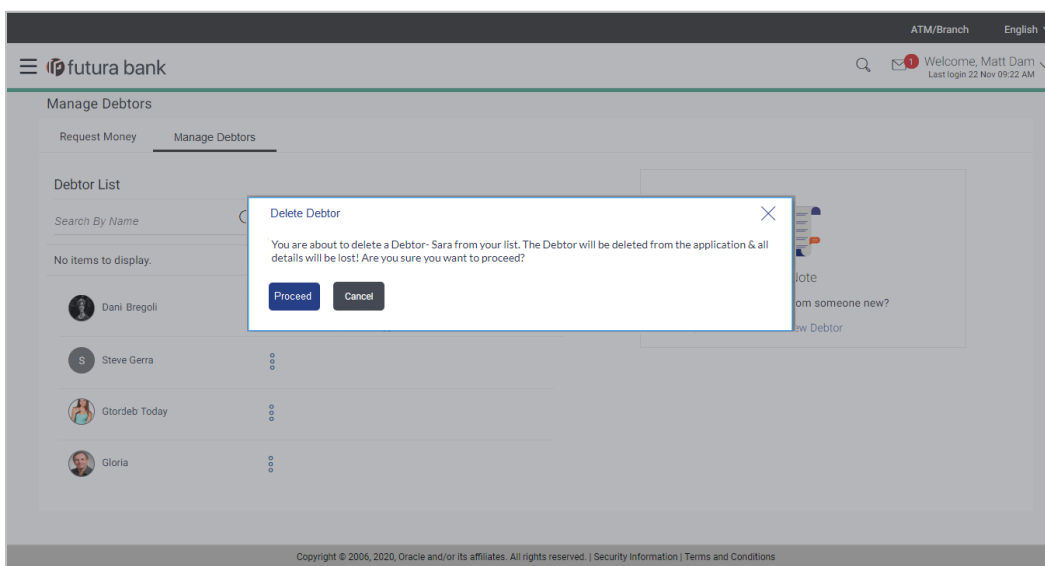 ATM/Branch English
futura bank
1 Welcome, Matt Dam
Last login 22 Nov 09:22 AM
Manage Debtors
Request Money Manage Debtors
Debtor List
Search By Name
No items to display.
Delete Debtor
You are about to delete a Debtor- Sara from your list. The Debtor will be deleted from the application & all
details will be lost! Are you sure you want to proceed?
Proceed Cancel
Dani Bregoli
S Steve Gerra
Gtordeb Today
Gloria
ote
om someone new?
ew Debtor
Copyright © 2006, 2020, Oracle and/or its affiliates. All rights reserved. | Security Information | Terms and Conditions